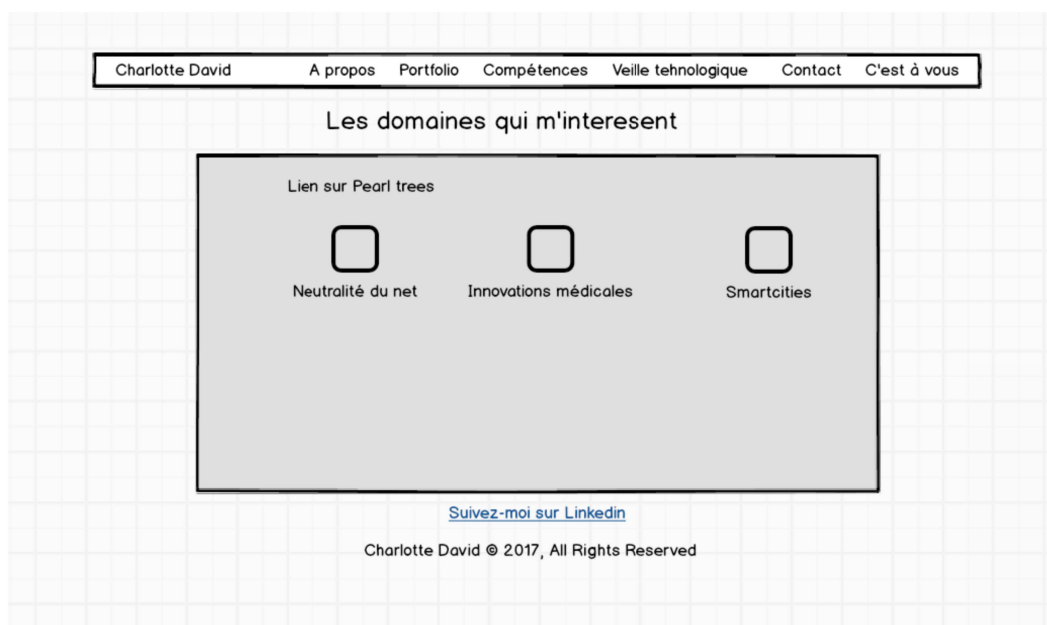 Charlotte David A propos Portfolio Compétences Veille tehnologique Contact C'est à vous
Les domaines qui m'interesent
Lien sur Pearl trees
Neutralité du net Innovations médicales Smartcities
Suivez-moi sur Linkedin
Charlotte David © 2017, All Rights Reserved